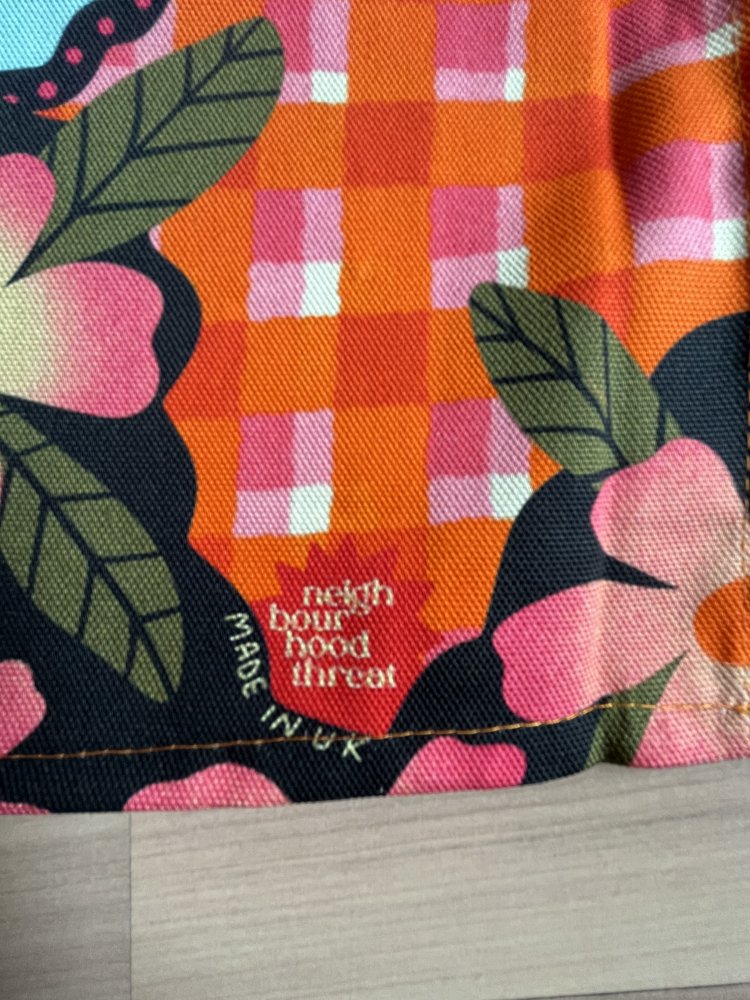 neigh
bour
hood
threat
MADE IN UK